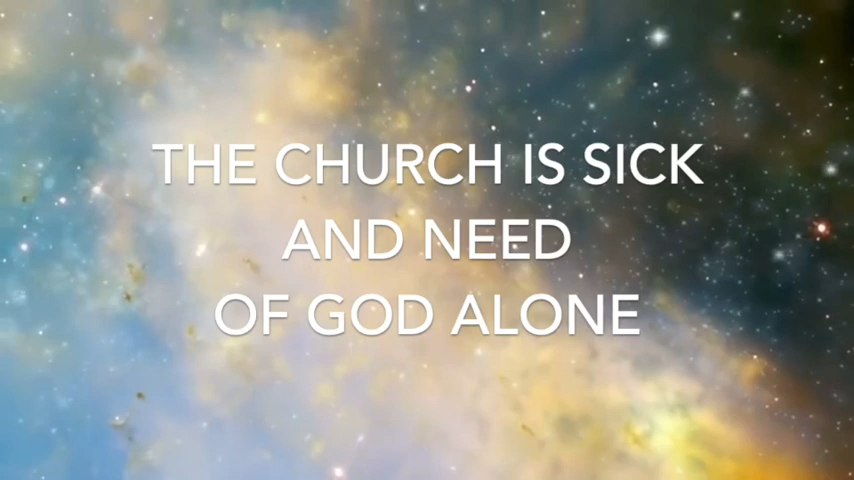 THE CHURCH IS SICK
AND NEED
OF GOD ALONE